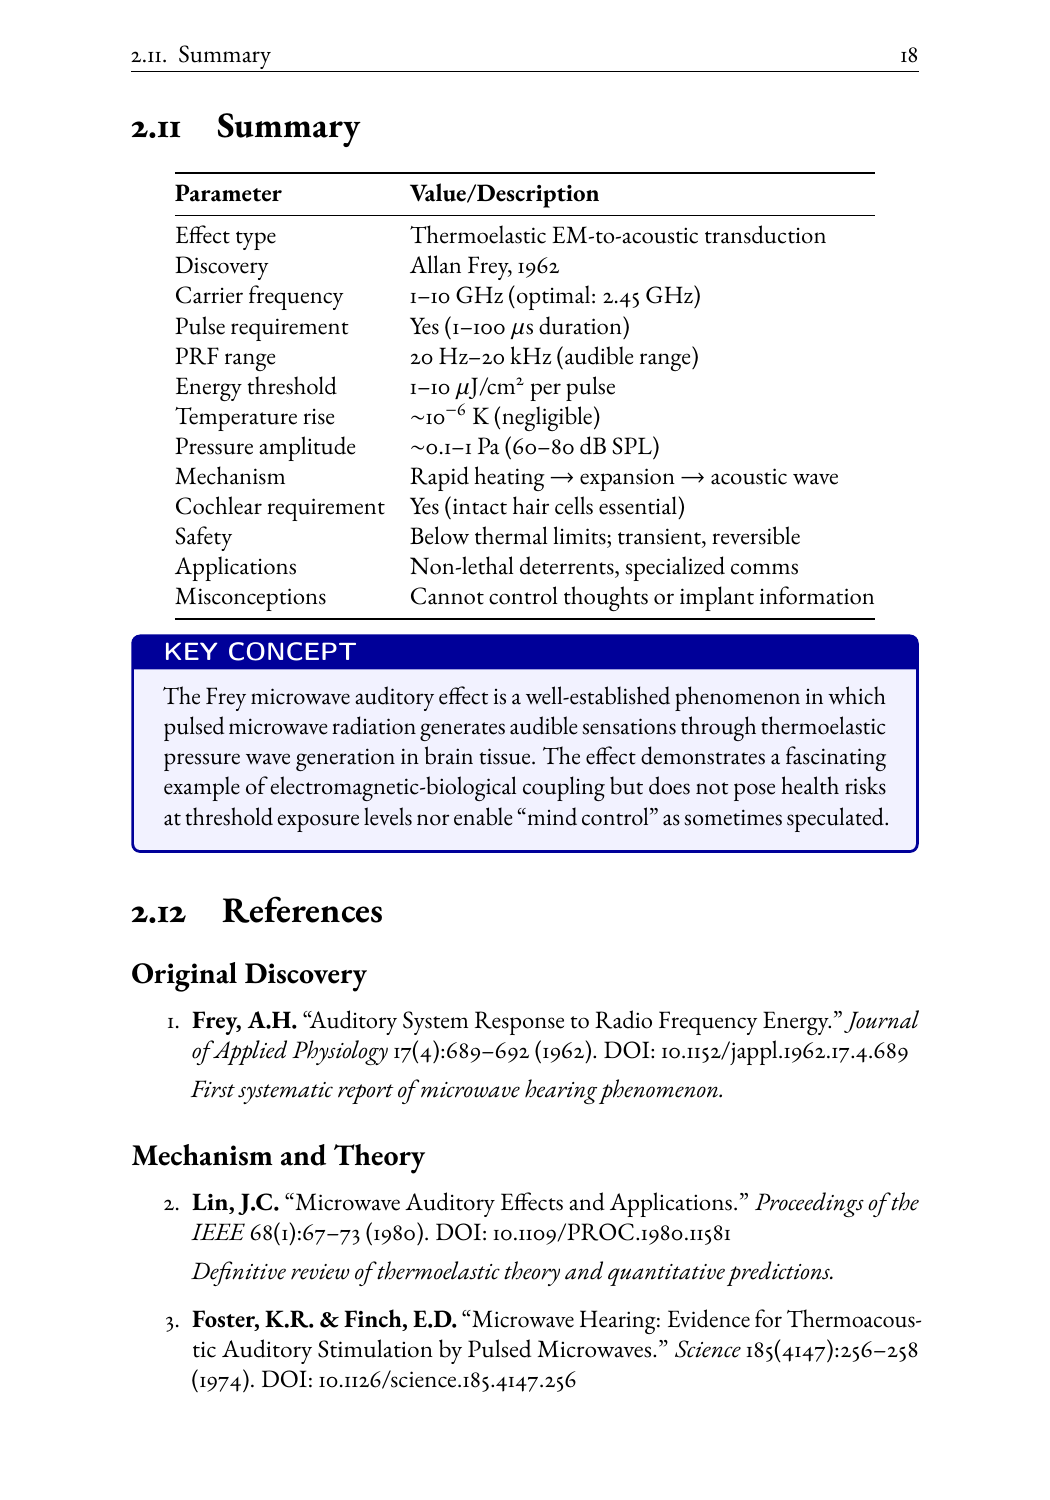 2.11. Summary 18
2.11 Summary
Parameter Value/Description
Effect type Thermoelastic EM-to-acoustic transduction
Discovery Allan Frey, 1962
Carrier frequency 1–10 GHz (optimal: 2.45 GHz)
Pulse requirement Yes (1–100 μs duration)
PRF range 20 Hz–20 kHz (audible range)
Energy threshold 1–10 μJ/cm² per pulse
Temperature rise ~10⁻⁶ K (negligible)
Pressure amplitude ~0.1–1 Pa (60–80 dB SPL)
Mechanism Rapid heating → expansion → acoustic wave
Cochlear requirement Yes (intact hair cells essential)
Safety Below thermal limits; transient, reversible
Applications Non-lethal deterrents, specialized comms
Misconceptions Cannot control thoughts or implant information
KEY CONCEPT
The Frey microwave auditory effect is a well-established phenomenon in which
pulsed microwave radiation generates audible sensations through thermoelastic
pressure wave generation in brain tissue. The effect demonstrates a fascinating
example of electromagnetic-biological coupling but does not pose health risks
at threshold exposure levels nor enable “mind control” as sometimes speculated.
2.12 References
Original Discovery
1. Frey, A.H. “Auditory System Response to Radio Frequency Energy.” Journal
of Applied Physiology 17(4):689–692 (1962). DOI: 10.1152/jappl.1962.17.4.689
First systematic report of microwave hearing phenomenon.
Mechanism and Theory
2. Lin, J.C. “Microwave Auditory Effects and Applications.” Proceedings of the
IEEE 68(1):67–73 (1980). DOI: 10.1109/PROC.1980.11581
Definitive review of thermoelastic theory and quantitative predictions.
3. Foster, K.R. & Finch, E.D. “Microwave Hearing: Evidence for Thermoacous-
tic Auditory Stimulation by Pulsed Microwaves.” Science 185(4147):256–258
(1974). DOI: 10.1126/science.185.4147.256